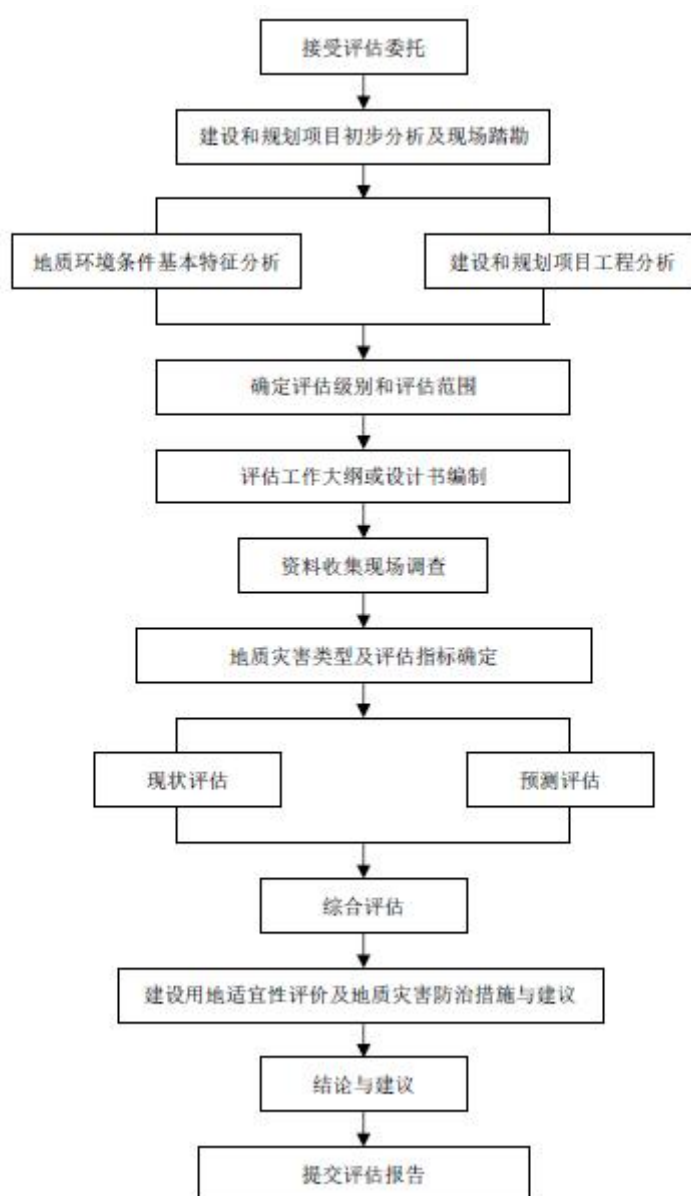 接受评估委托
建设和规划项目初步分析及现场踏勘
地质环境条件基本特征分析
建设和规划项目工程分析
确定评估级别和评估范围
评估工作大纲或设计书编制
资料收集现场调查
地质灾害类型及评估指标确定
现状评估
预测评估
综合评估
建设用地适宜性评价及地质灾害防治措施与建议
结论与建议
提交评估报告